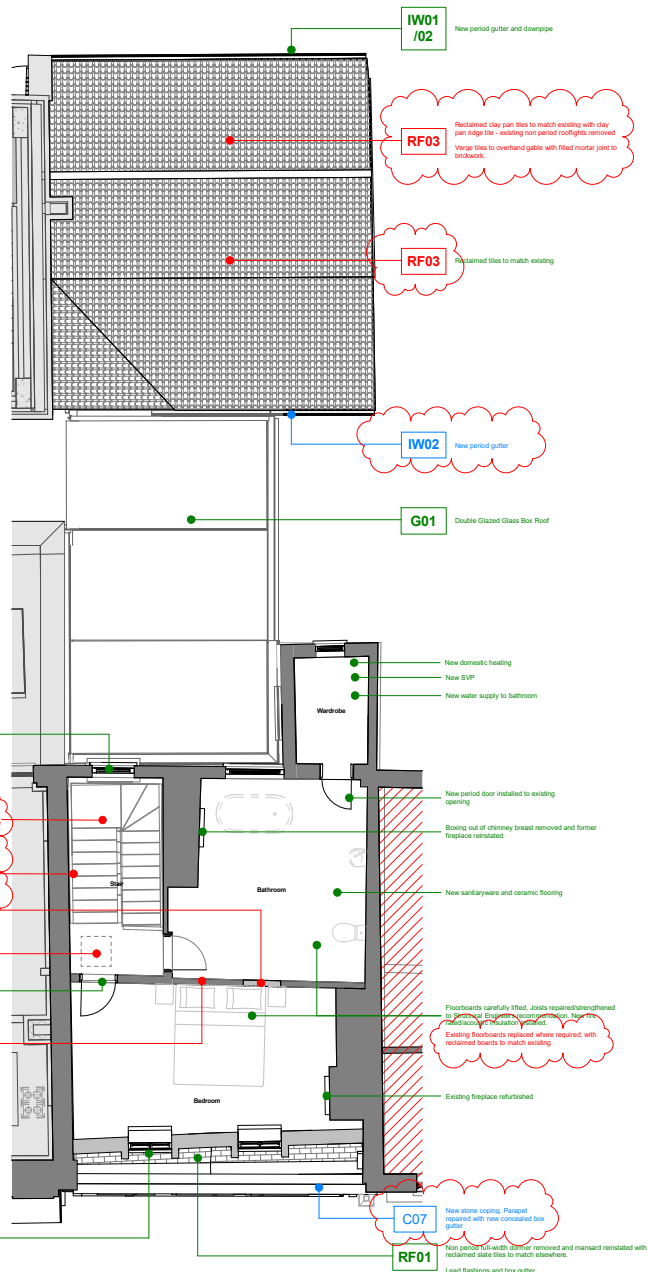 IW01
/02
New period gutter and downpipe
RF03
Reclaimed clay pan tiles to match existing with clay
pan ridge tile - existing non period rooflights removed
Verge tiles to overhand gable with filled mortar joint to
brickwork.
RF03
Reclaimed tiles to match existing
IW02
New period gutter
G01
Double Glazed Glass Box Roof
New domestic heating
New SVP
Wardrobe
New water supply to bathroom
New period door installed to existing
opening
Boxing out of chimney breast removed and former
fireplace reinstated.
Stair
Bathroom
New sanitaryware and ceramic flooring
Floorboards carefully lifted, Joists repaired/strengthened
to Structural Engineers recommendation. New fire
rated/acoustic insulation installed.
Existing floorboards replaced where required, with
reclaimed boards to match existing
Bedroom
Existing fireplace refurbished
C07
New stone coping. Parapet
repaired with new concealed box
gutter
RF01
Non period full-width dormer removed and mansard reinstated with
reclaimed slate tiles to match elsewhere.
Lead flashings and box gutter